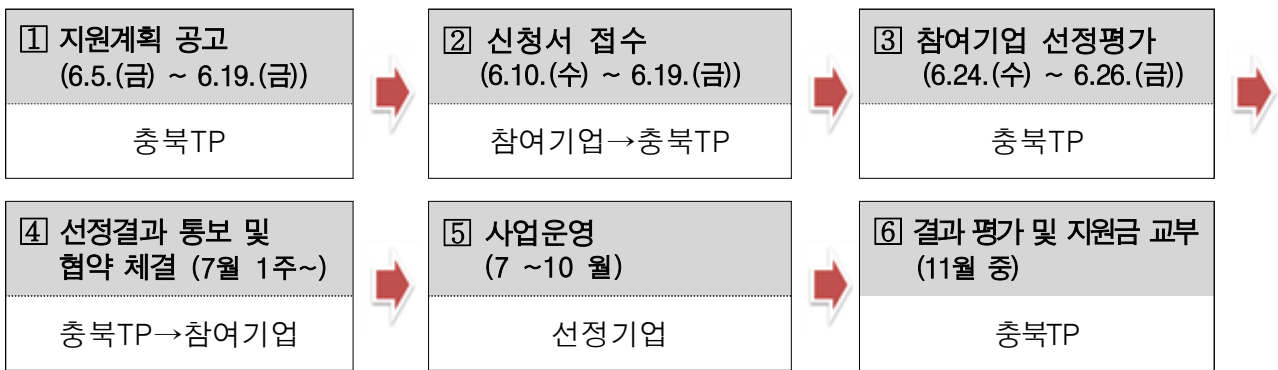 1 지원계획 공고
(6.5.(금) ~ 6.19.(금))
충북TP
2 신청서 접수
(6.10.(수) ~ 6.19.(금))
참여기업→충북TP
3 참여기업 선정평가
(6.24.(수) ~ 6.26.(금))
충북TP
4 선정결과 통보 및
협약 체결 (7월 1주~)
충북TP→참여기업
5 사업운영
(7 ~10 월)
선정기업
6 결과 평가 및 지원금 교부
(11월 중)
충북TP